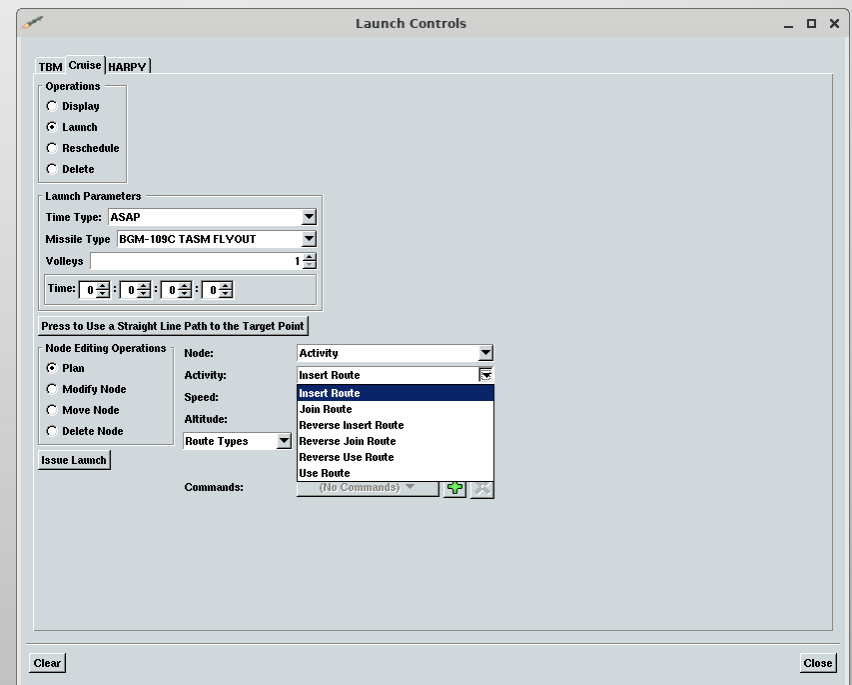 Launch Controls
TBM Cruise HARPY
Operations
Display
Launch
Reschedule
Delete
Launch Parameters
Time Type: ASAP
Missile Type BGM-109C TASM FLYOUT
Volleys 1
Time: 0 : 0 : 0 : 0
Press to Use a Straight Line Path to the Target Point
Node Editing Operations
Plan
Modify Node
Move Node
Delete Node
Issue Launch
Node: Activity
Activity: Insert Route
Speed:
Altitude:
Route Types
Insert Route
Join Route
Reverse Insert Route
Reverse Join Route
Reverse Use Route
Use Route
Commands: (No Commands)
Clear Close